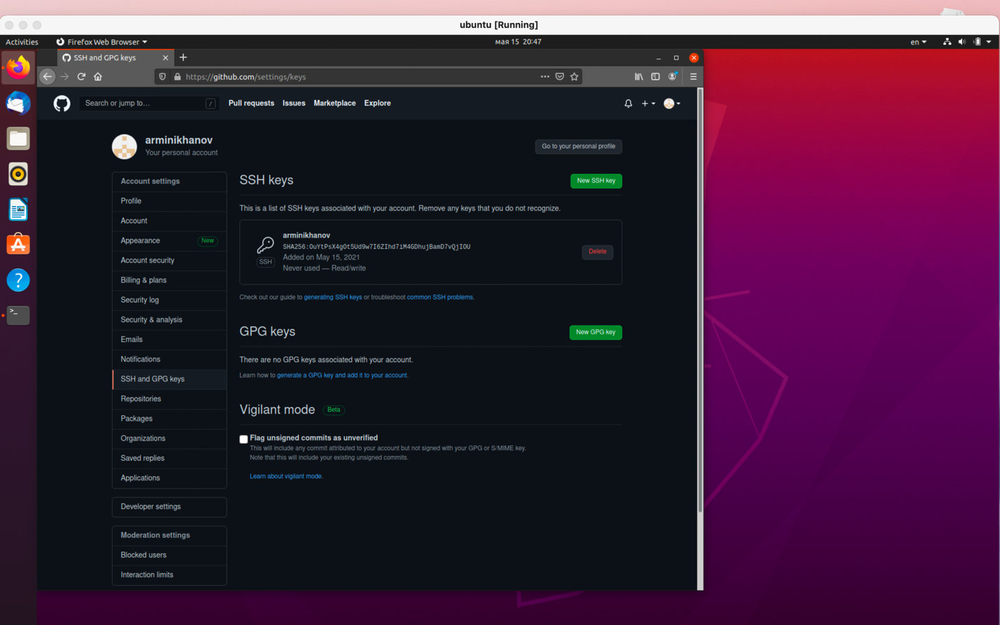 ubuntu [Running]
Activities
Firefox Web Browser
мая 15 20:47
en
SSH and GPG keys
https://github.com/settings/keys
Search or jump to…
/
Pull requests
Issues
Marketplace
Explore
arminikhanov
Your personal account
Go to your personal profile
Account settings
Profile
Account
Appearance
New
Account security
Billing & plans
Security log
Security & analysis
Emails
Notifications
SSH and GPG keys
Repositories
Packages
Organizations
Saved replies
Applications
Developer settings
Moderation settings
Blocked users
Interaction limits
SSH keys
New SSH key
This is a list of SSH keys associated with your account. Remove any keys that you do not recognize.
arminikhanov
SHA256:OuYtPsX4gOt5Ud9w7I6ZIhd7iM4GDhujBamD7vQjIOU
Added on May 15, 2021
Never used — Read/write
SSH
Delete
Check out our guide to generating SSH keys or troubleshoot common SSH problems.
GPG keys
New GPG key
There are no GPG keys associated with your account.
Learn how to generate a GPG key and add it to your account.
Vigilant mode
Beta
Flag unsigned commits as unverified
This will include any commit attributed to your account but not signed with your GPG or S/MIME key.
Note that this will include your existing unsigned commits.
Learn about vigilant mode.